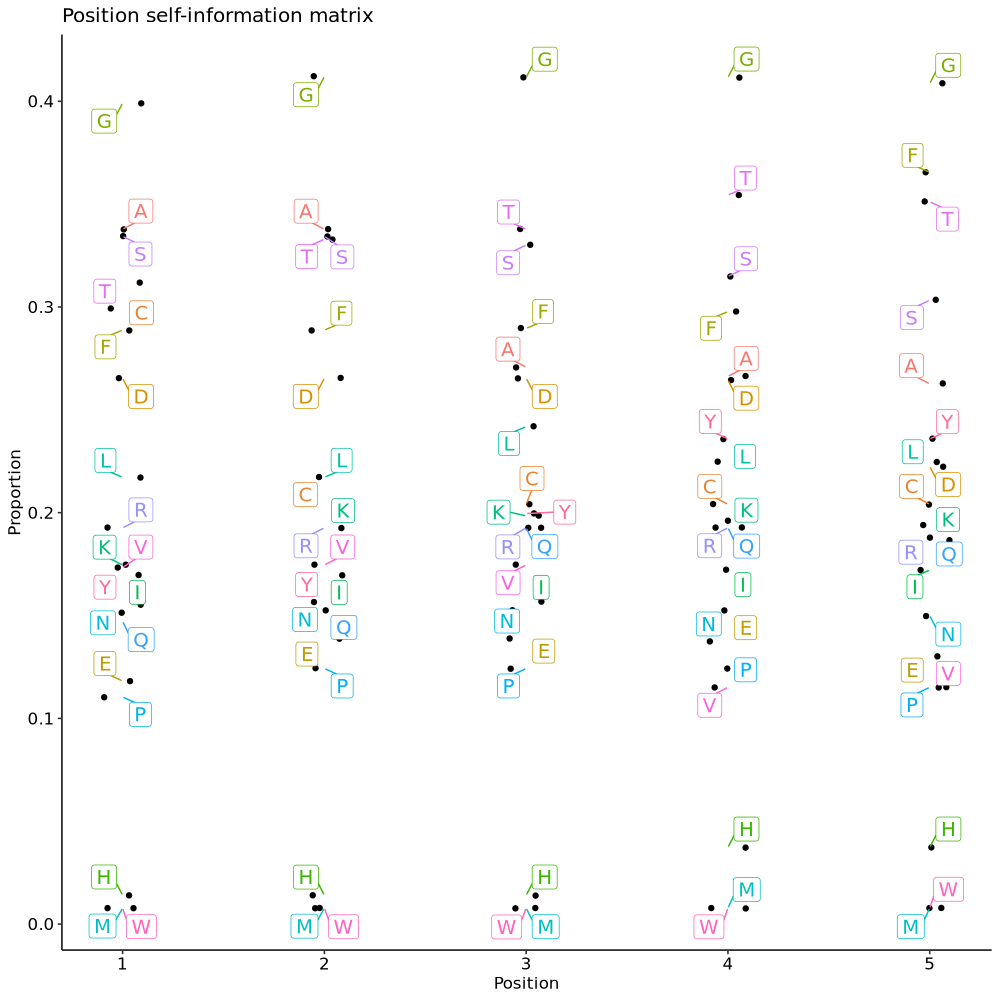 Position self-information matrix
G G G G G
0.4
F
T
A A T T
S T S S F S
T C F F S S
0.3
F A F A A
D D D D
L Y Y
L L L L
C C C C D
R K K Y K K
0.2
R R Q R Q R Q
K V V V
Y I Y I I I I
N N Q N N E N
Q
E E E P E V
P P P V P
0.1
Proportion
H H
H H H M W
M W M W W M W M
0.0
1 2 3 4 5
Position